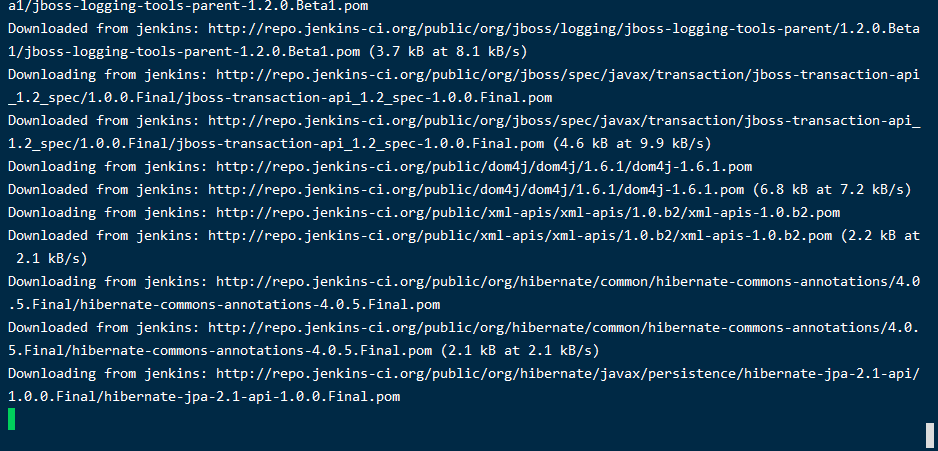 a1/jboss-logging-tools-parent-1.2.0.Beta1.pom
Downloaded from jenkins: http://repo.jenkins-ci.org/public/org/jboss/logging/jboss-logging-tools-parent/1.2.0.Beta
1/jboss-logging-tools-parent-1.2.0.Beta1.pom (3.7 kB at 8.1 kB/s)
Downloading from jenkins: http://repo.jenkins-ci.org/public/org/jboss/spec/javax/transaction/jboss-transaction-api
_1.2_spec/1.0.0.Final/jboss-transaction-api_1.2_spec-1.0.0.Final.pom
Downloaded from jenkins: http://repo.jenkins-ci.org/public/org/jboss/spec/javax/transaction/jboss-transaction-api_
1.2_spec/1.0.0.Final/jboss-transaction-api_1.2_spec-1.0.0.Final.pom (4.6 kB at 9.9 kB/s)
Downloading from jenkins: http://repo.jenkins-ci.org/public/dom4j/dom4j/1.6.1/dom4j-1.6.1.pom
Downloaded from jenkins: http://repo.jenkins-ci.org/public/dom4j/dom4j/1.6.1/dom4j-1.6.1.pom (6.8 kB at 7.2 kB/s)
Downloading from jenkins: http://repo.jenkins-ci.org/public/xml-apis/xml-apis/1.0.b2/xml-apis-1.0.b2.pom
Downloaded from jenkins: http://repo.jenkins-ci.org/public/xml-apis/xml-apis/1.0.b2/xml-apis-1.0.b2.pom (2.2 kB at
 2.1 kB/s)
Downloading from jenkins: http://repo.jenkins-ci.org/public/org/hibernate/common/hibernate-commons-annotations/4.0
.5.Final/hibernate-commons-annotations-4.0.5.Final.pom
Downloaded from jenkins: http://repo.jenkins-ci.org/public/org/hibernate/common/hibernate-commons-annotations/4.0.
5.Final/hibernate-commons-annotations-4.0.5.Final.pom (2.1 kB at 2.1 kB/s)
Downloading from jenkins: http://repo.jenkins-ci.org/public/org/hibernate/javax/persistence/hibernate-jpa-2.1-api/
1.0.0.Final/hibernate-jpa-2.1-api-1.0.0.Final.pom